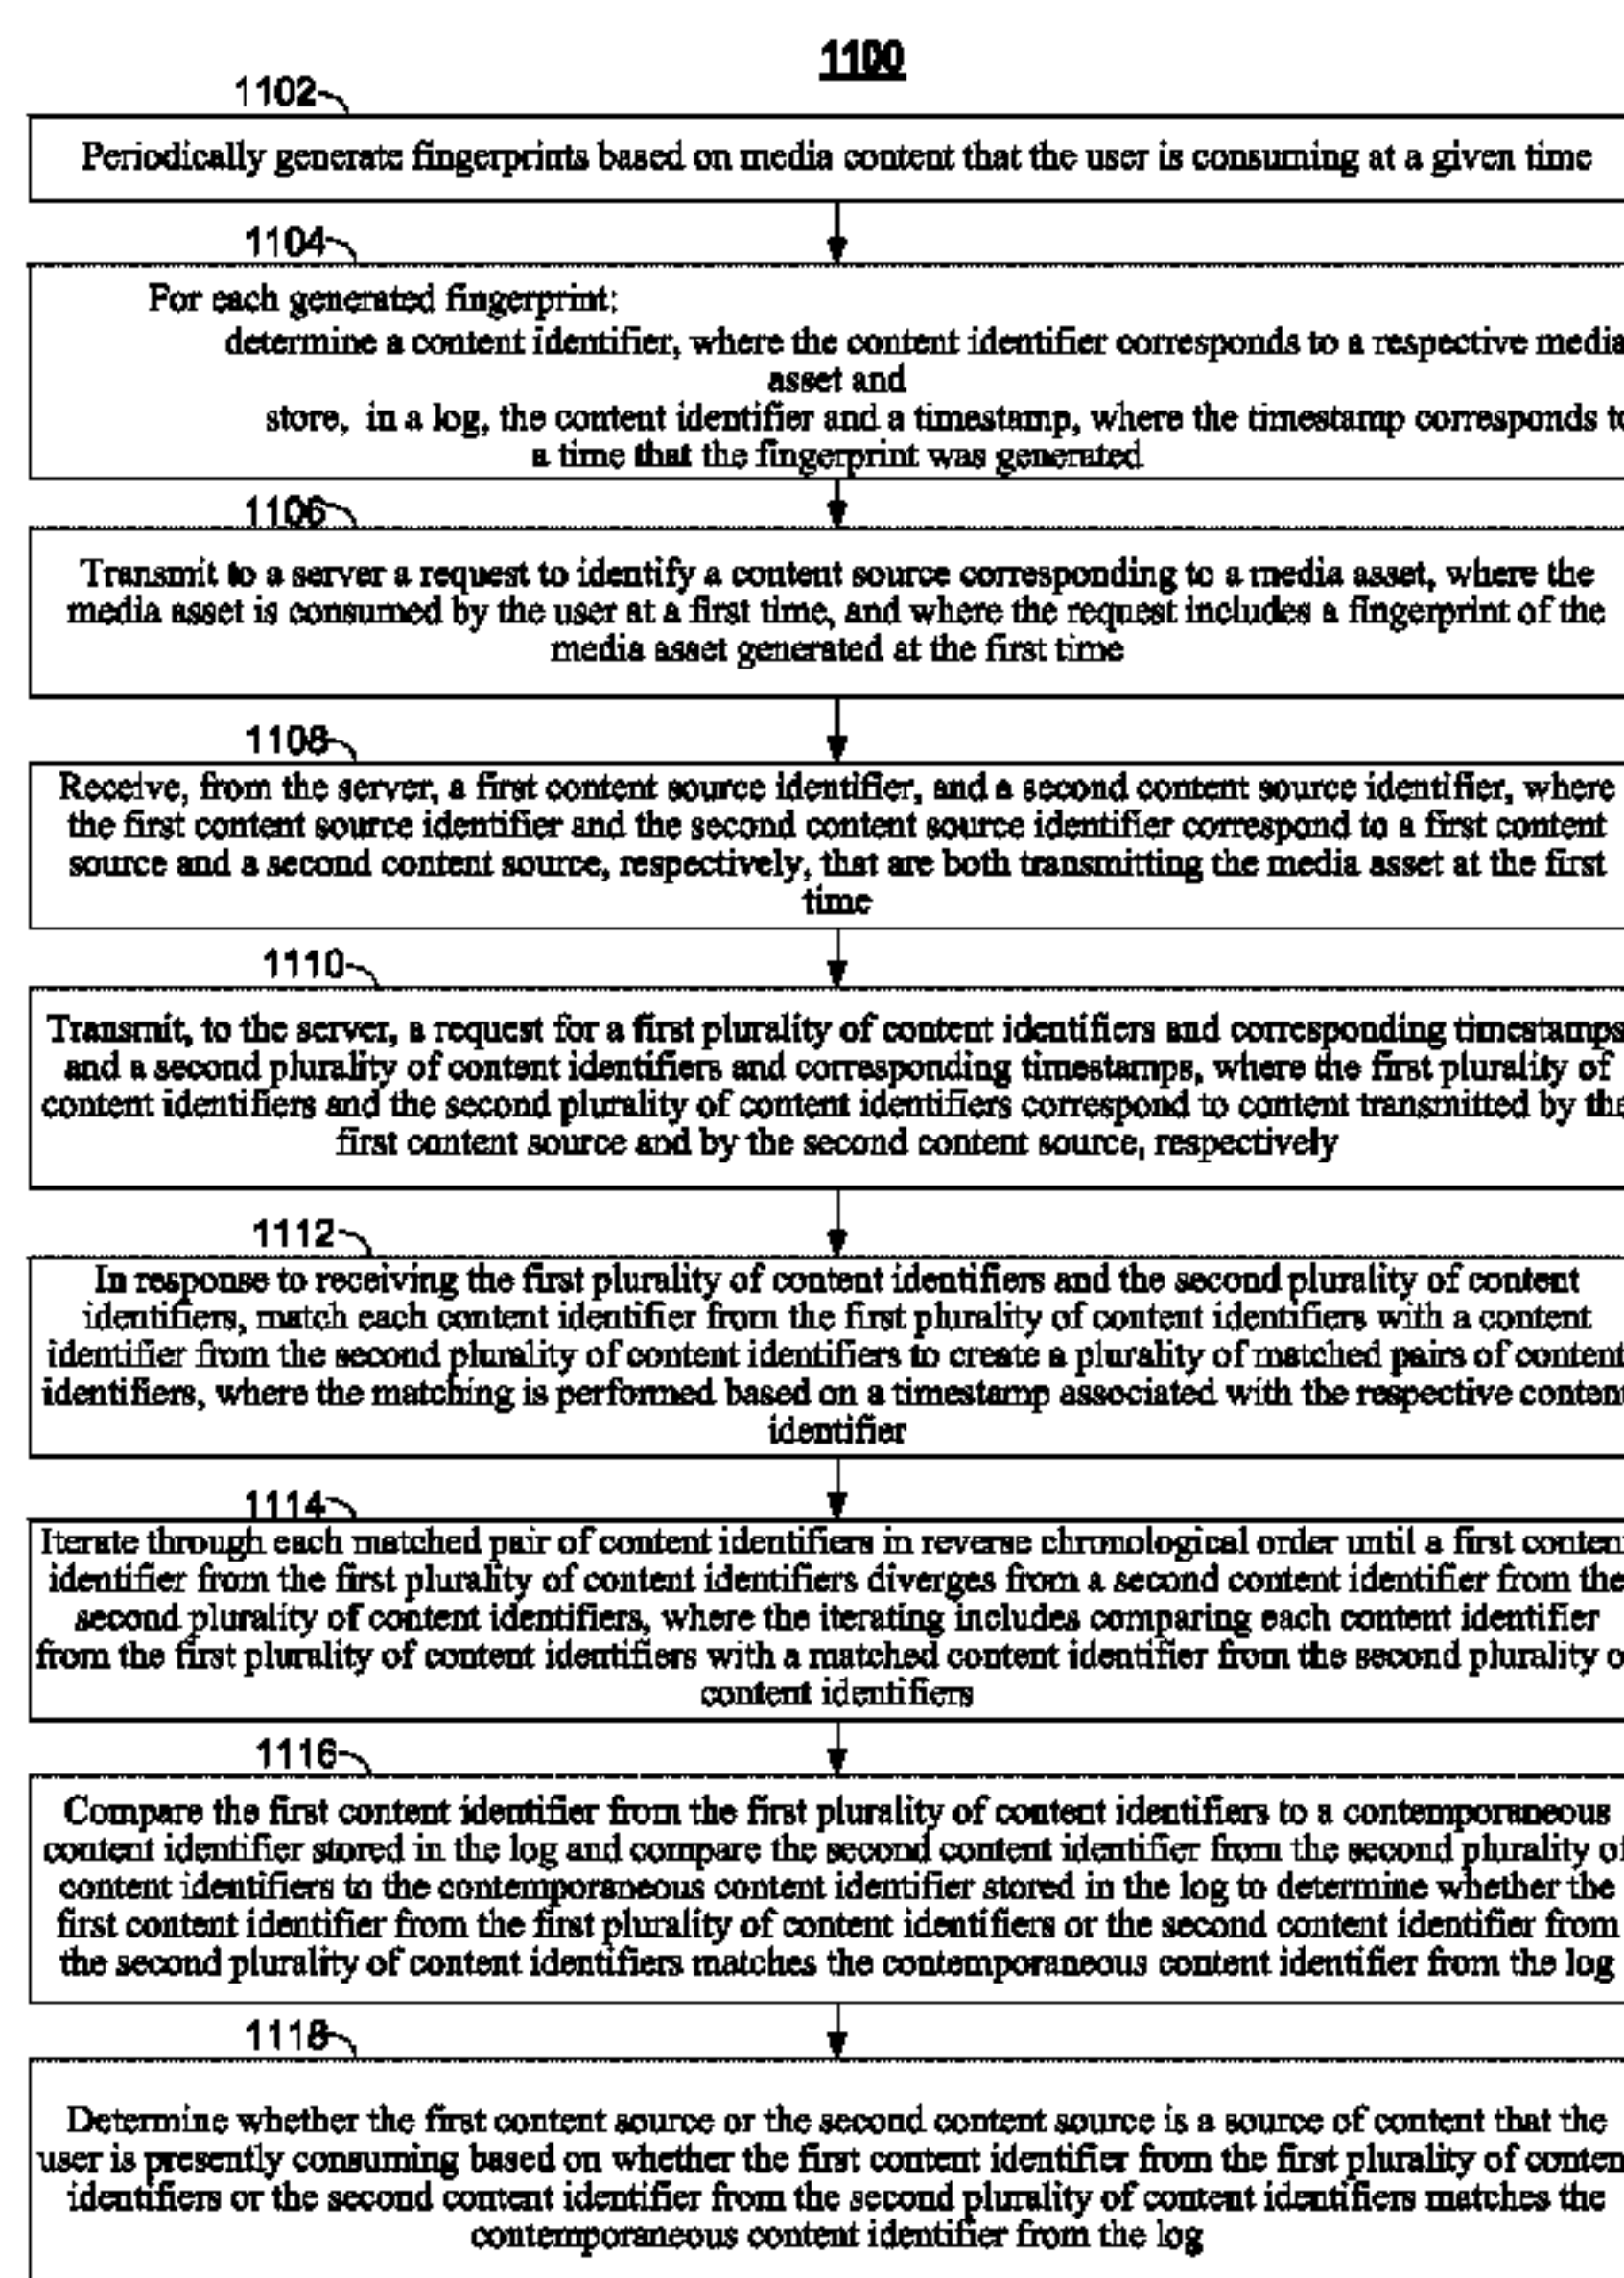 1100
1102
Periodically generate fingerprints based on media content that the user is consuming at a given time
1104
For each generated fingerprint:
determine a content identifier, where the content identifier corresponds to a respective media
asset and
store, in a log, the content identifier and a timestamp, where the timestamp corresponds to
a time that the fingerprint was generated
1106
Transmit to a server a request to identify a content source corresponding to a media asset, where the
media asset is consumed by the user at a first time, and where the request includes a fingerprint of the
media asset generated at the first time
1108
Receive, from the server, a first content source identifier, and a second content source identifier, where
the first content source identifier and the second content source identifier correspond to a first content
source and a second content source, respectively, that are both transmitting the media asset at the first
time
1110
Transmit, to the server, a request for a first plurality of content identifiers and corresponding timestamps
and a second plurality of content identifiers and corresponding timestamps, where the first plurality of
content identifiers and the second plurality of content identifiers correspond to content transmitted by the
first content source and by the second content source, respectively
1112
In response to receiving the first plurality of content identifiers and the second plurality of content
identifiers, match each content identifier from the first plurality of content identifiers with a content
identifier from the second plurality of content identifiers to create a plurality of matched pairs of content
identifiers, where the matching is performed based on a timestamp associated with the respective content
identifier
1114
Iterate through each matched pair of content identifiers in reverse chronological order until a first content
identifier from the first plurality of content identifiers diverges from a second content identifier from the
second plurality of content identifiers, where the iterating includes comparing each content identifier
from the first plurality of content identifiers with a matched content identifier from the second plurality of
content identifiers
1116
Compare the first content identifier from the first plurality of content identifiers to a contemporaneous
content identifier stored in the log and compare the second content identifier from the second plurality of
content identifiers to the contemporaneous content identifier stored in the log to determine whether the
first content identifier from the first plurality of content identifiers or the second content identifier from
the second plurality of content identifiers matches the contemporaneous content identifier from the log
1118
Determine whether the first content source or the second content source is a source of content that the
user is presently consuming based on whether the first content identifier from the first plurality of content
identifiers or the second content identifier from the second plurality of content identifiers matches the
contemporaneous content identifier from the log